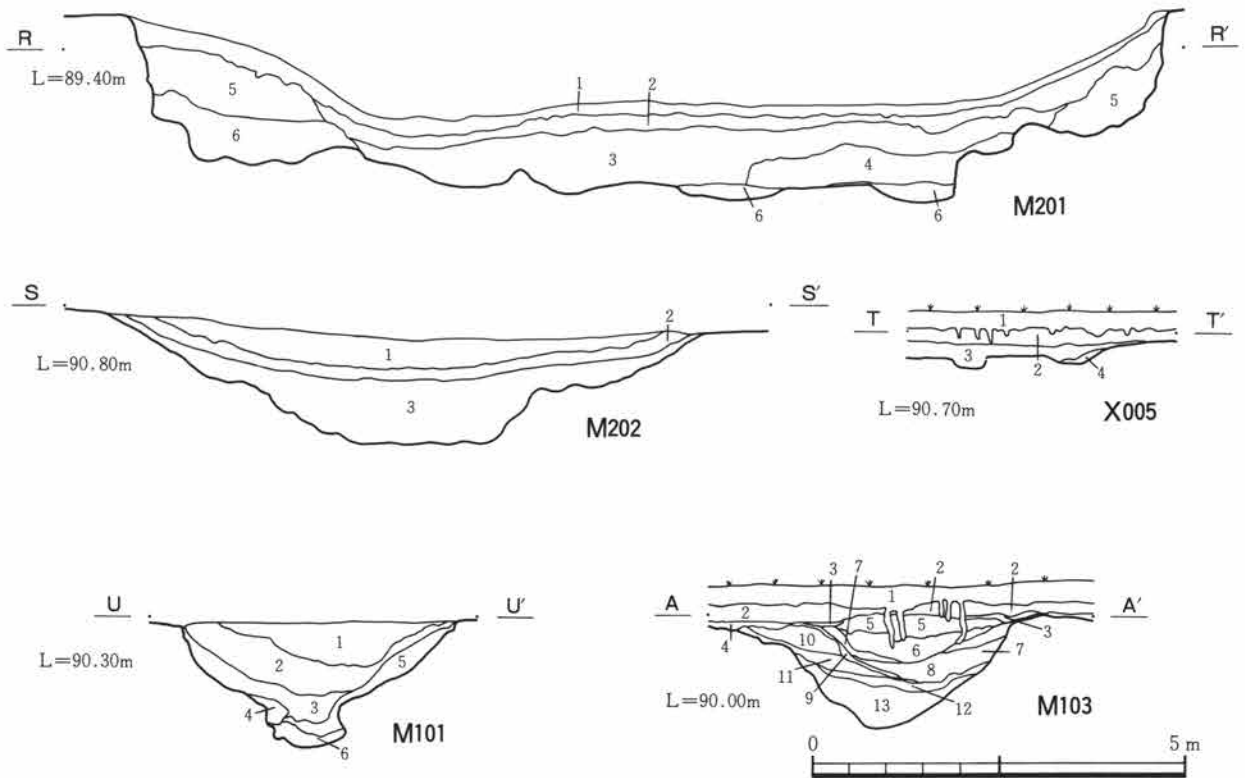 R R′
L=89.40m
1 2
5 5
6 3 4
6 6
M201
S S′
2
1
L=90.80m
3
M202
T T′
1
3 2 4
L=90.70m
X005
U U′
1
2 5
L=90.30m
3
4
6
M101
3 7 2 2
1
A A′
2 5 5 3
4 10 6 7
8
11 9 12
L=90.00m
13
M103
0 5 m